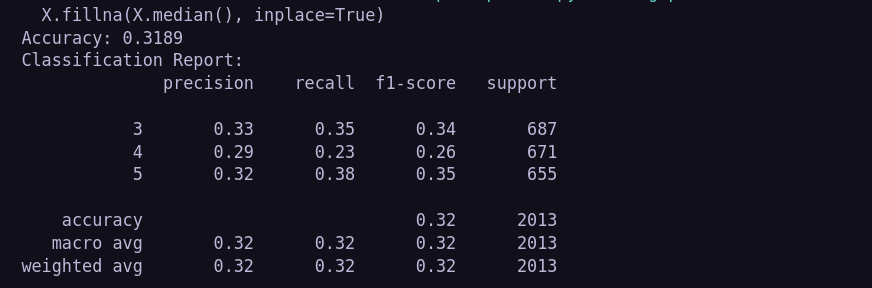 X.fillna(X.median(), inplace=True)
Accuracy: 0.3189
Classification Report:
precision recall f1-score support
3 0.33 0.35 0.34 687
4 0.29 0.23 0.26 671
5 0.32 0.38 0.35 655
accuracy 0.32 2013
macro avg 0.32 0.32 0.32 2013
weighted avg 0.32 0.32 0.32 2013